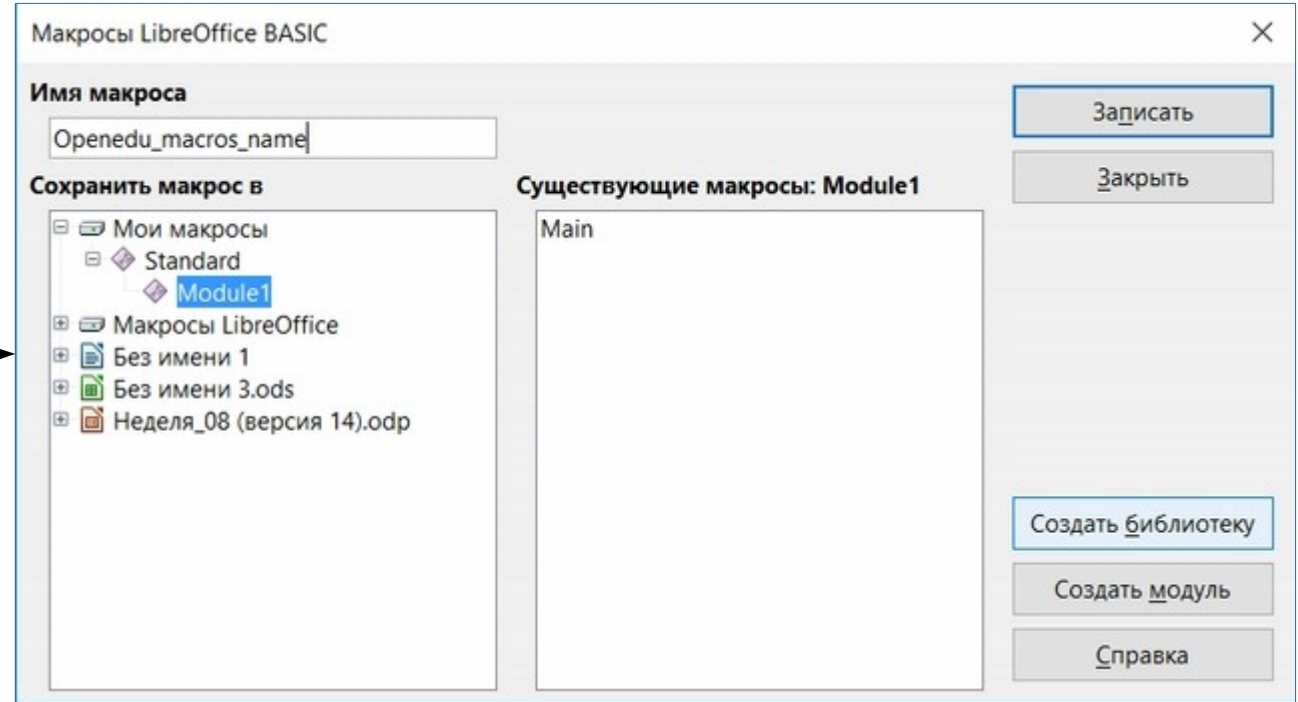 Макросы LibreOffice BASIC
Имя макроса
Openedu_macros_name
Сохранить макрос в
Мои макросы
Standard
Module1
Макросы LibreOffice
Без имени 1
Без имени 3.ods
Неделя_08 (версия 14).odp
Существующие макросы: Module1
Main
Записать
Закрыть
Создать библиотеку
Создать модуль
Справка